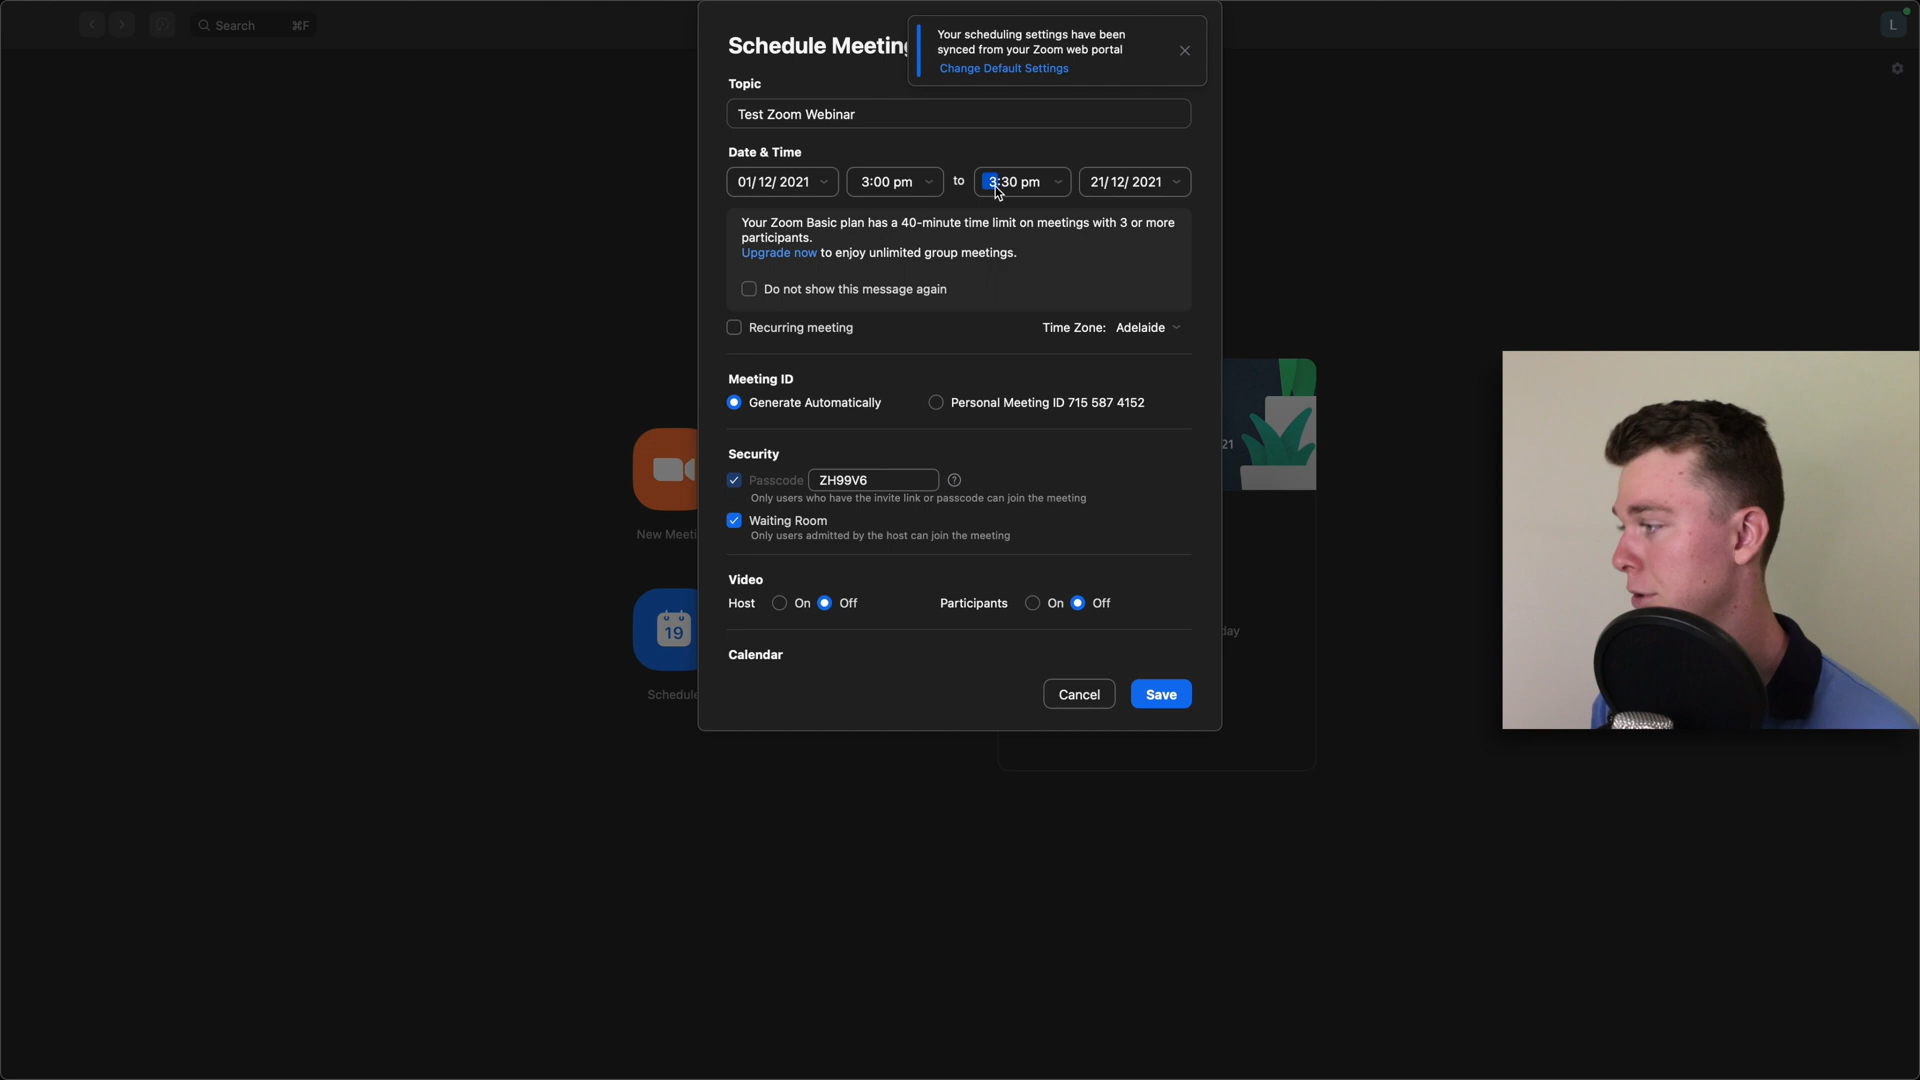 Search ⌘F
L
Schedule Meeting
Your scheduling settings have been
synced from your Zoom web portal
Change Default Settings
Topic
Test Zoom Webinar
Date & Time
01/ 12/ 2021 3:00 pm to 3:30 pm 21/ 12/ 2021
Your Zoom Basic plan has a 40-minute time limit on meetings with 3 or more
participants.
Upgrade now to enjoy unlimited group meetings.
Do not show this message again
Recurring meeting Time Zone: Adelaide
Meeting ID
Generate Automatically Personal Meeting ID 715 587 4152
21
Security
Passcode ZH99V6
Only users who have the invite link or passcode can join the meeting
Waiting Room
Only users admitted by the host can join the meeting
New Meeti
Video
Host On Off Participants On Off
19
day
Calendar
Schedule
Cancel Save